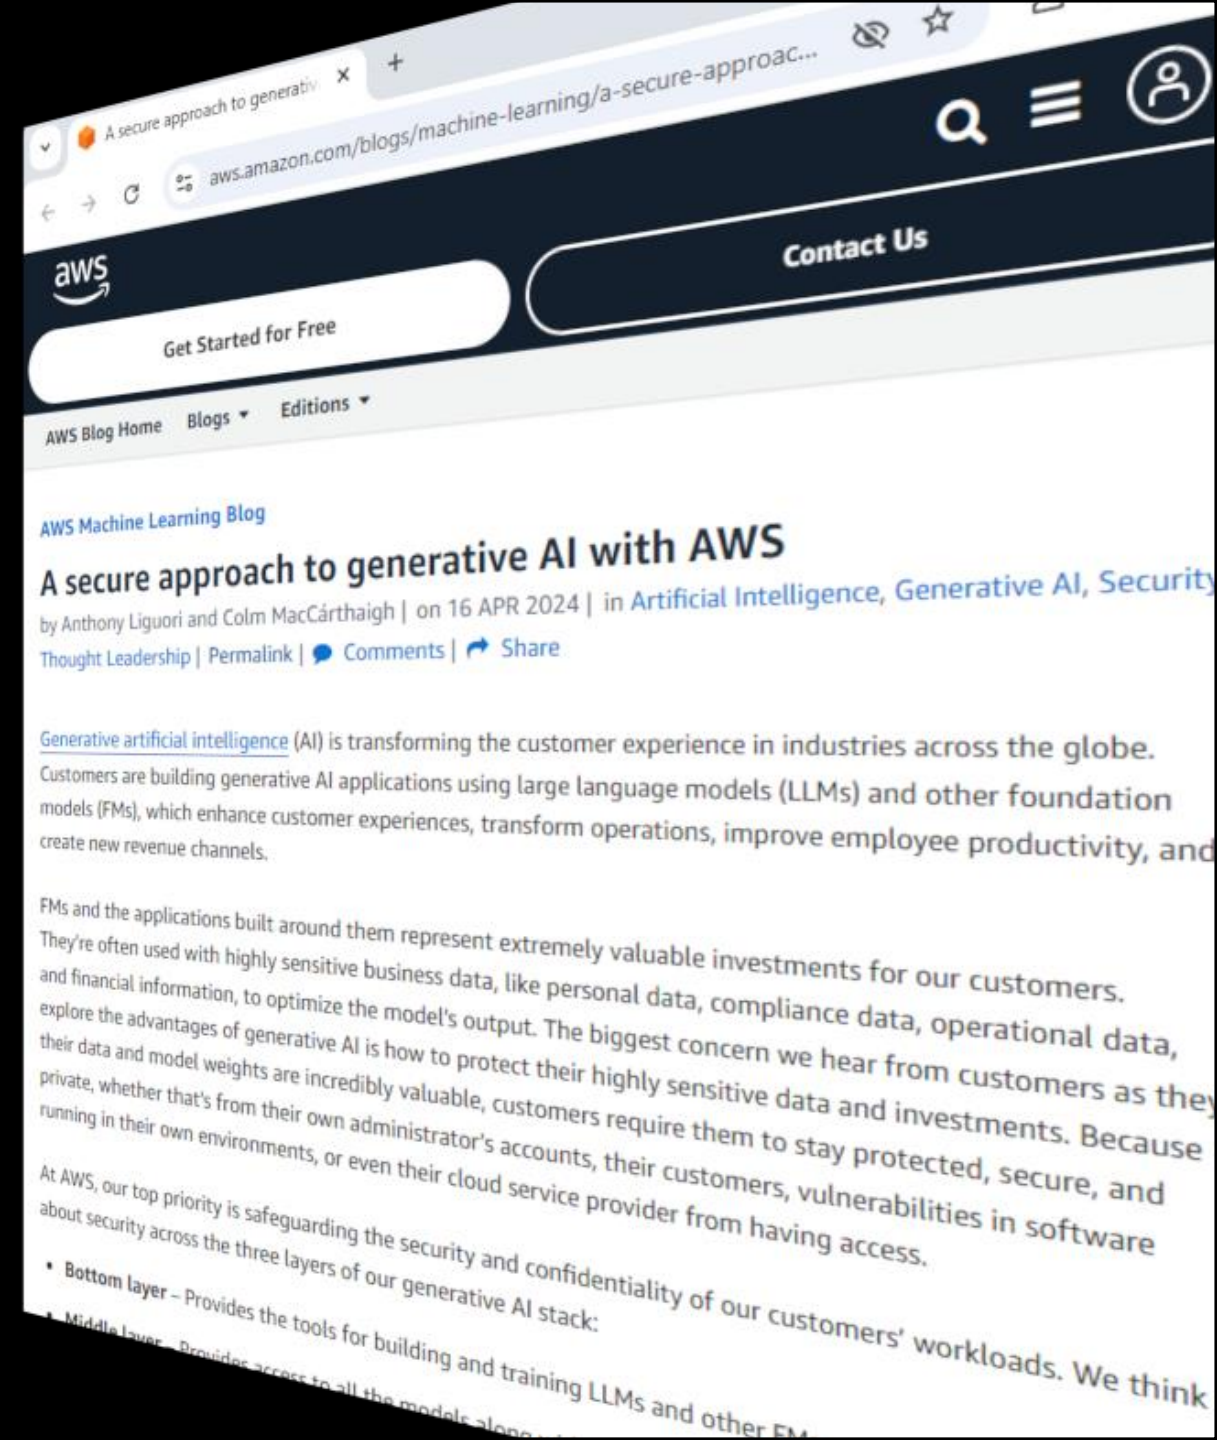 A secure approach to generativ
aws.amazon.com/blogs/machine-learning/a-secure-approac...
aws
Get Started for Free
Contact Us
AWS Blog Home Blogs Editions
AWS Machine Learning Blog
A secure approach to generative AI with AWS
by Anthony Liguori and Colm MacCárthaigh | on 16 APR 2024 | in Artificial Intelligence, Generative AI, Security
Thought Leadership | Permalink | Comments | Share
Generative artificial intelligence (AI) is transforming the customer experience in industries across the globe.
Customers are building generative AI applications using large language models (LLMs) and other foundation
models (FMs), which enhance customer experiences, transform operations, improve employee productivity, and
create new revenue channels.
FMs and the applications built around them represent extremely valuable investments for our customers.
They're often used with highly sensitive business data, like personal data, compliance data, operational data,
and financial information, to optimize the model's output. The biggest concern we hear from customers as they
explore the advantages of generative AI is how to protect their highly sensitive data and investments. Because
their data and model weights are incredibly valuable, customers require them to stay protected, secure, and
private, whether that's from their own administrator's accounts, their customers, vulnerabilities in software
running in their own environments, or even their cloud service provider from having access.
At AWS, our top priority is safeguarding the security and confidentiality of our customers' workloads. We think
about security across the three layers of our generative AI stack:
• Bottom layer – Provides the tools for building and training LLMs and other FM
• Middle layer – Provides access to all the models along